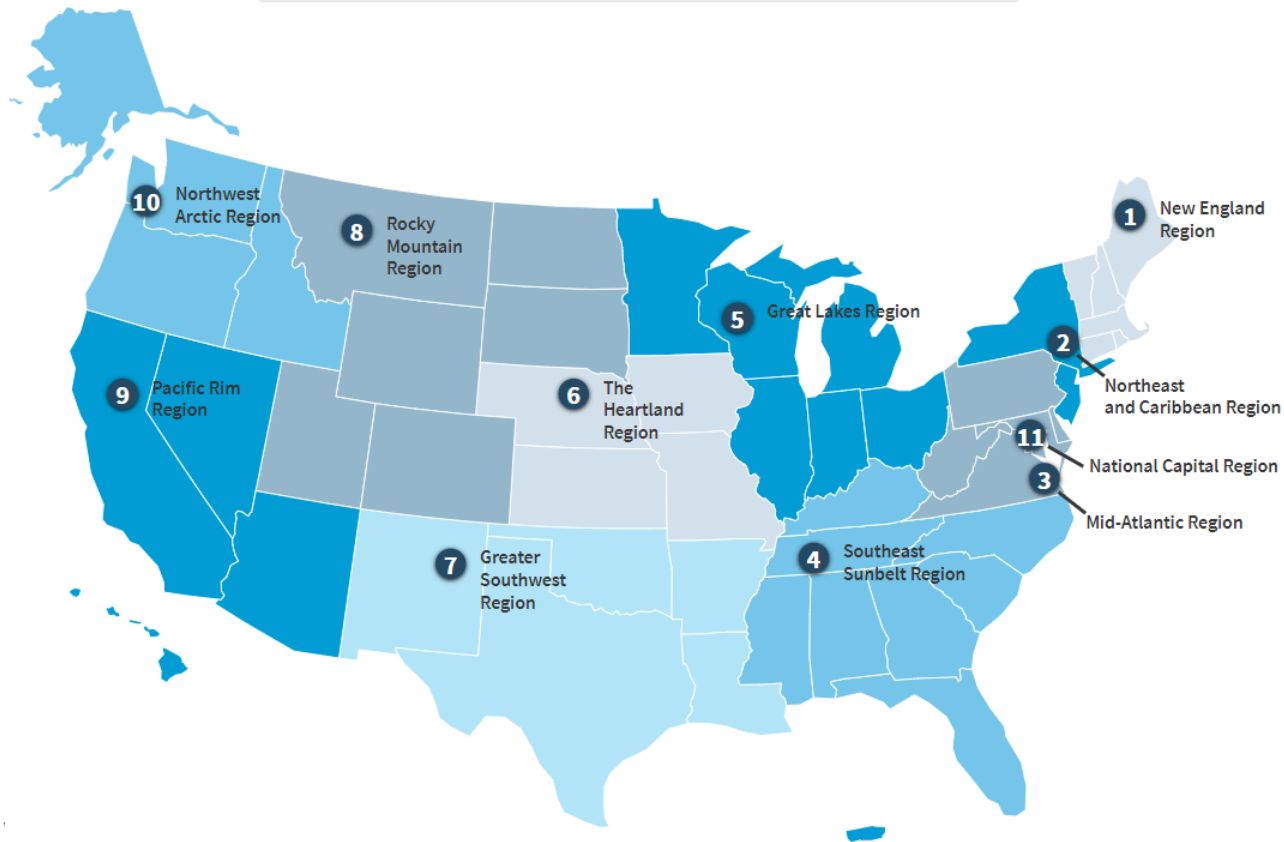 1
New England
Region
10
Northwest
Arctic Region
8
Rocky
Mountain
Region
5
Great Lakes Region
2
Northeast
and Caribbean Region
9
Pacific Rim
Region
6
The
Heartland
Region
11
National Capital Region
3
Mid-Atlantic Region
7
Greater
Southwest
Region
4
Southeast
Sunbelt Region